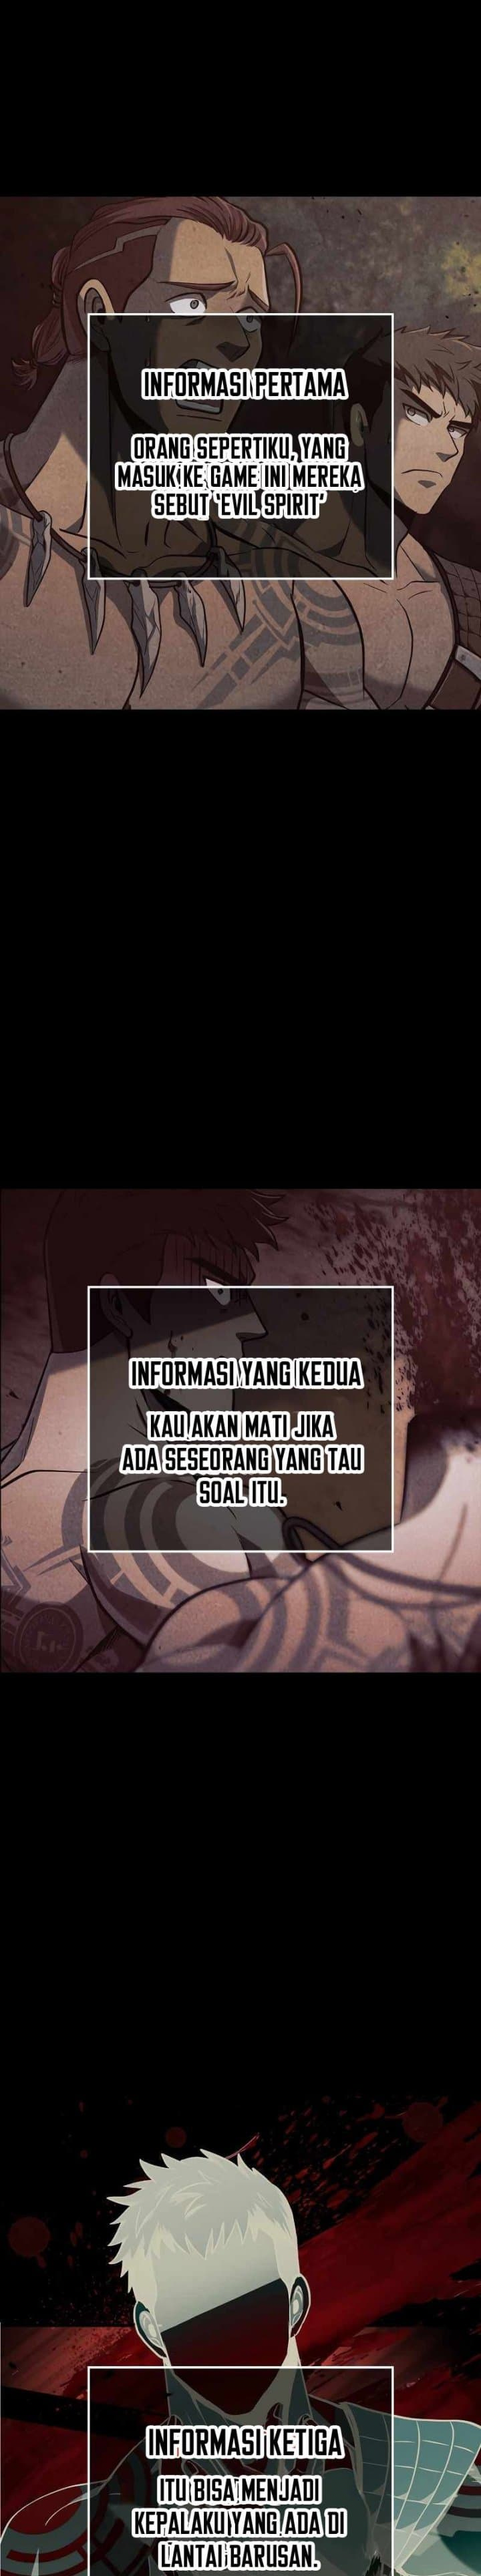 INFORMASI PERTAMA
ORANG SEPERTIKU, YANG
MASUK KE GAME INI MEREKA
SEBUT 'EVIL SPIRIT'
INFORMASI YANG KEDUA
KAU AKAN MATI JIKA
ADA SESEORANG YANG TAU
SOAL ITU.
INFORMASI KETIGA
ITU BISA MENJADI
KEPALAKU YANG ADA DI
LANTAI BARUSAN.